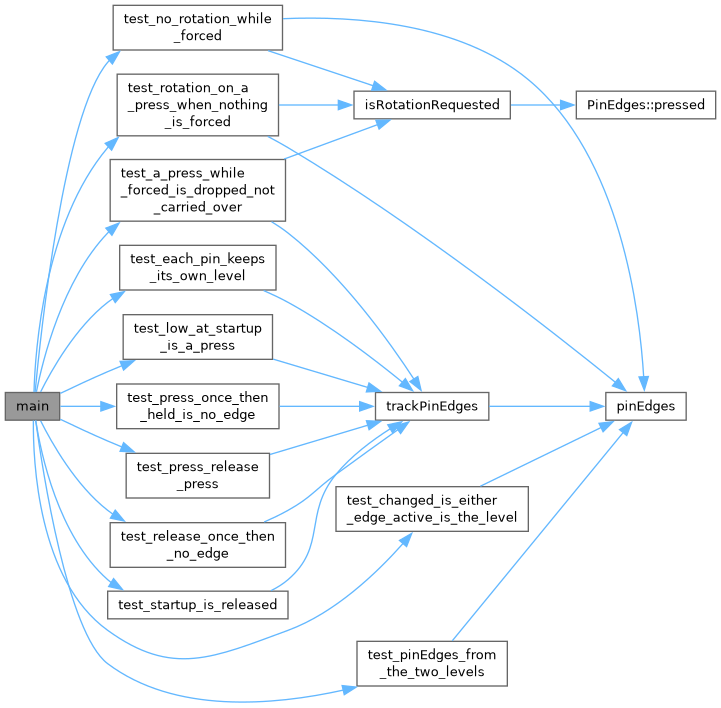 test_no_rotation_while
_forced
test_rotation_on_a
_press_when_nothing
_is_forced
isRotationRequested
PinEdges::pressed
test_a_press_while
_forced_is_dropped_not
_carried_over
test_each_pin_keeps
_its_own_level
test_low_at_startup
_is_a_press
main
test_press_once_then
_held_is_no_edge
trackPinEdges
pinEdges
test_press_release
_press
test_changed_is_either
_edge_active_is_the_level
test_release_once_then
_no_edge
test_startup_is_released
test_pinEdges_from
_the_two_levels